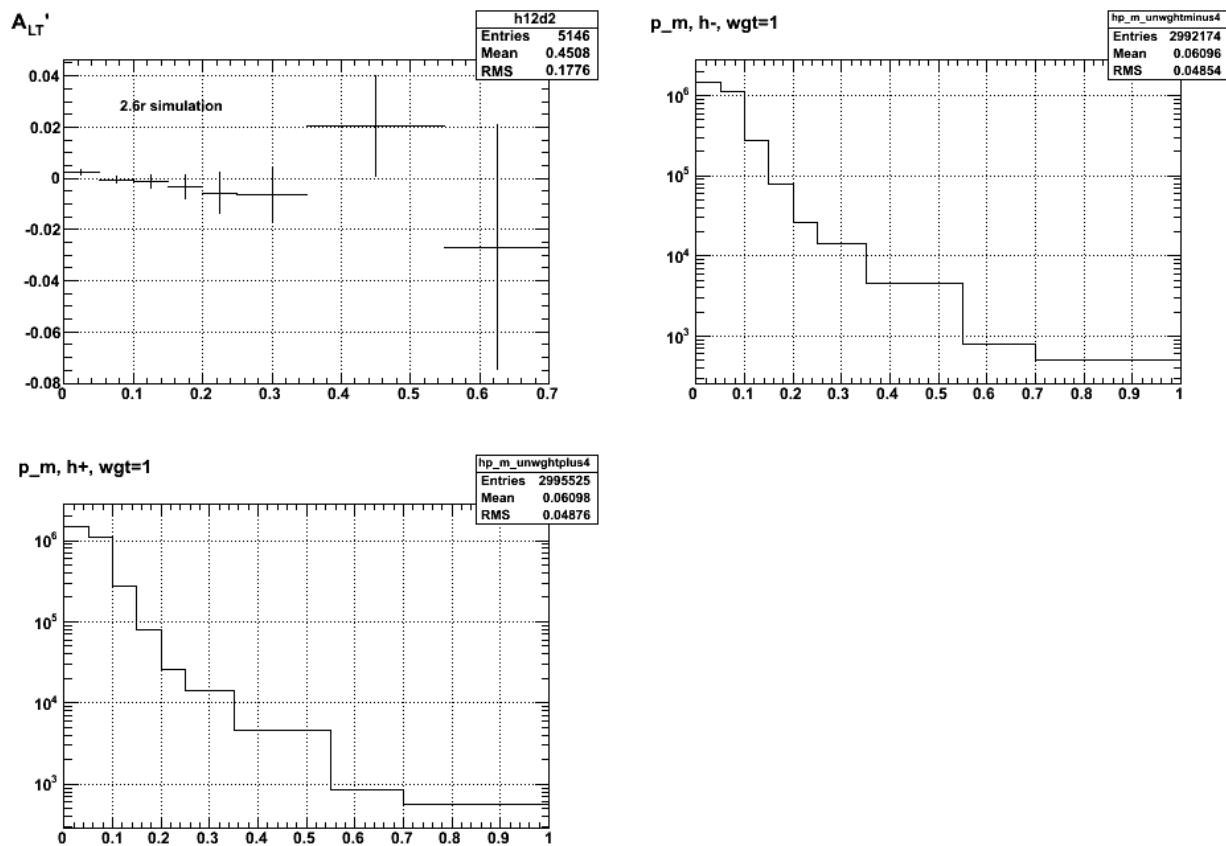 A_LT'
h12d2
Entries 5146
Mean 0.4508
RMS 0.1776
2.6r simulation
0.04
0.02
0
-0.02
-0.04
-0.06
-0.08
0 0.1 0.2 0.3 0.4 0.5 0.6 0.7
p_m, h-, wgt=1
hp_m_unwghtminus4
Entries 2992174
Mean 0.06096
RMS 0.04854
10^6
10^5
10^4
10^3
0 0.1 0.2 0.3 0.4 0.5 0.6 0.7 0.8 0.9 1
p_m, h+, wgt=1
hp_m_unwghtplus4
Entries 2995525
Mean 0.06098
RMS 0.04876
10^6
10^5
10^4
10^3
0 0.1 0.2 0.3 0.4 0.5 0.6 0.7 0.8 0.9 1